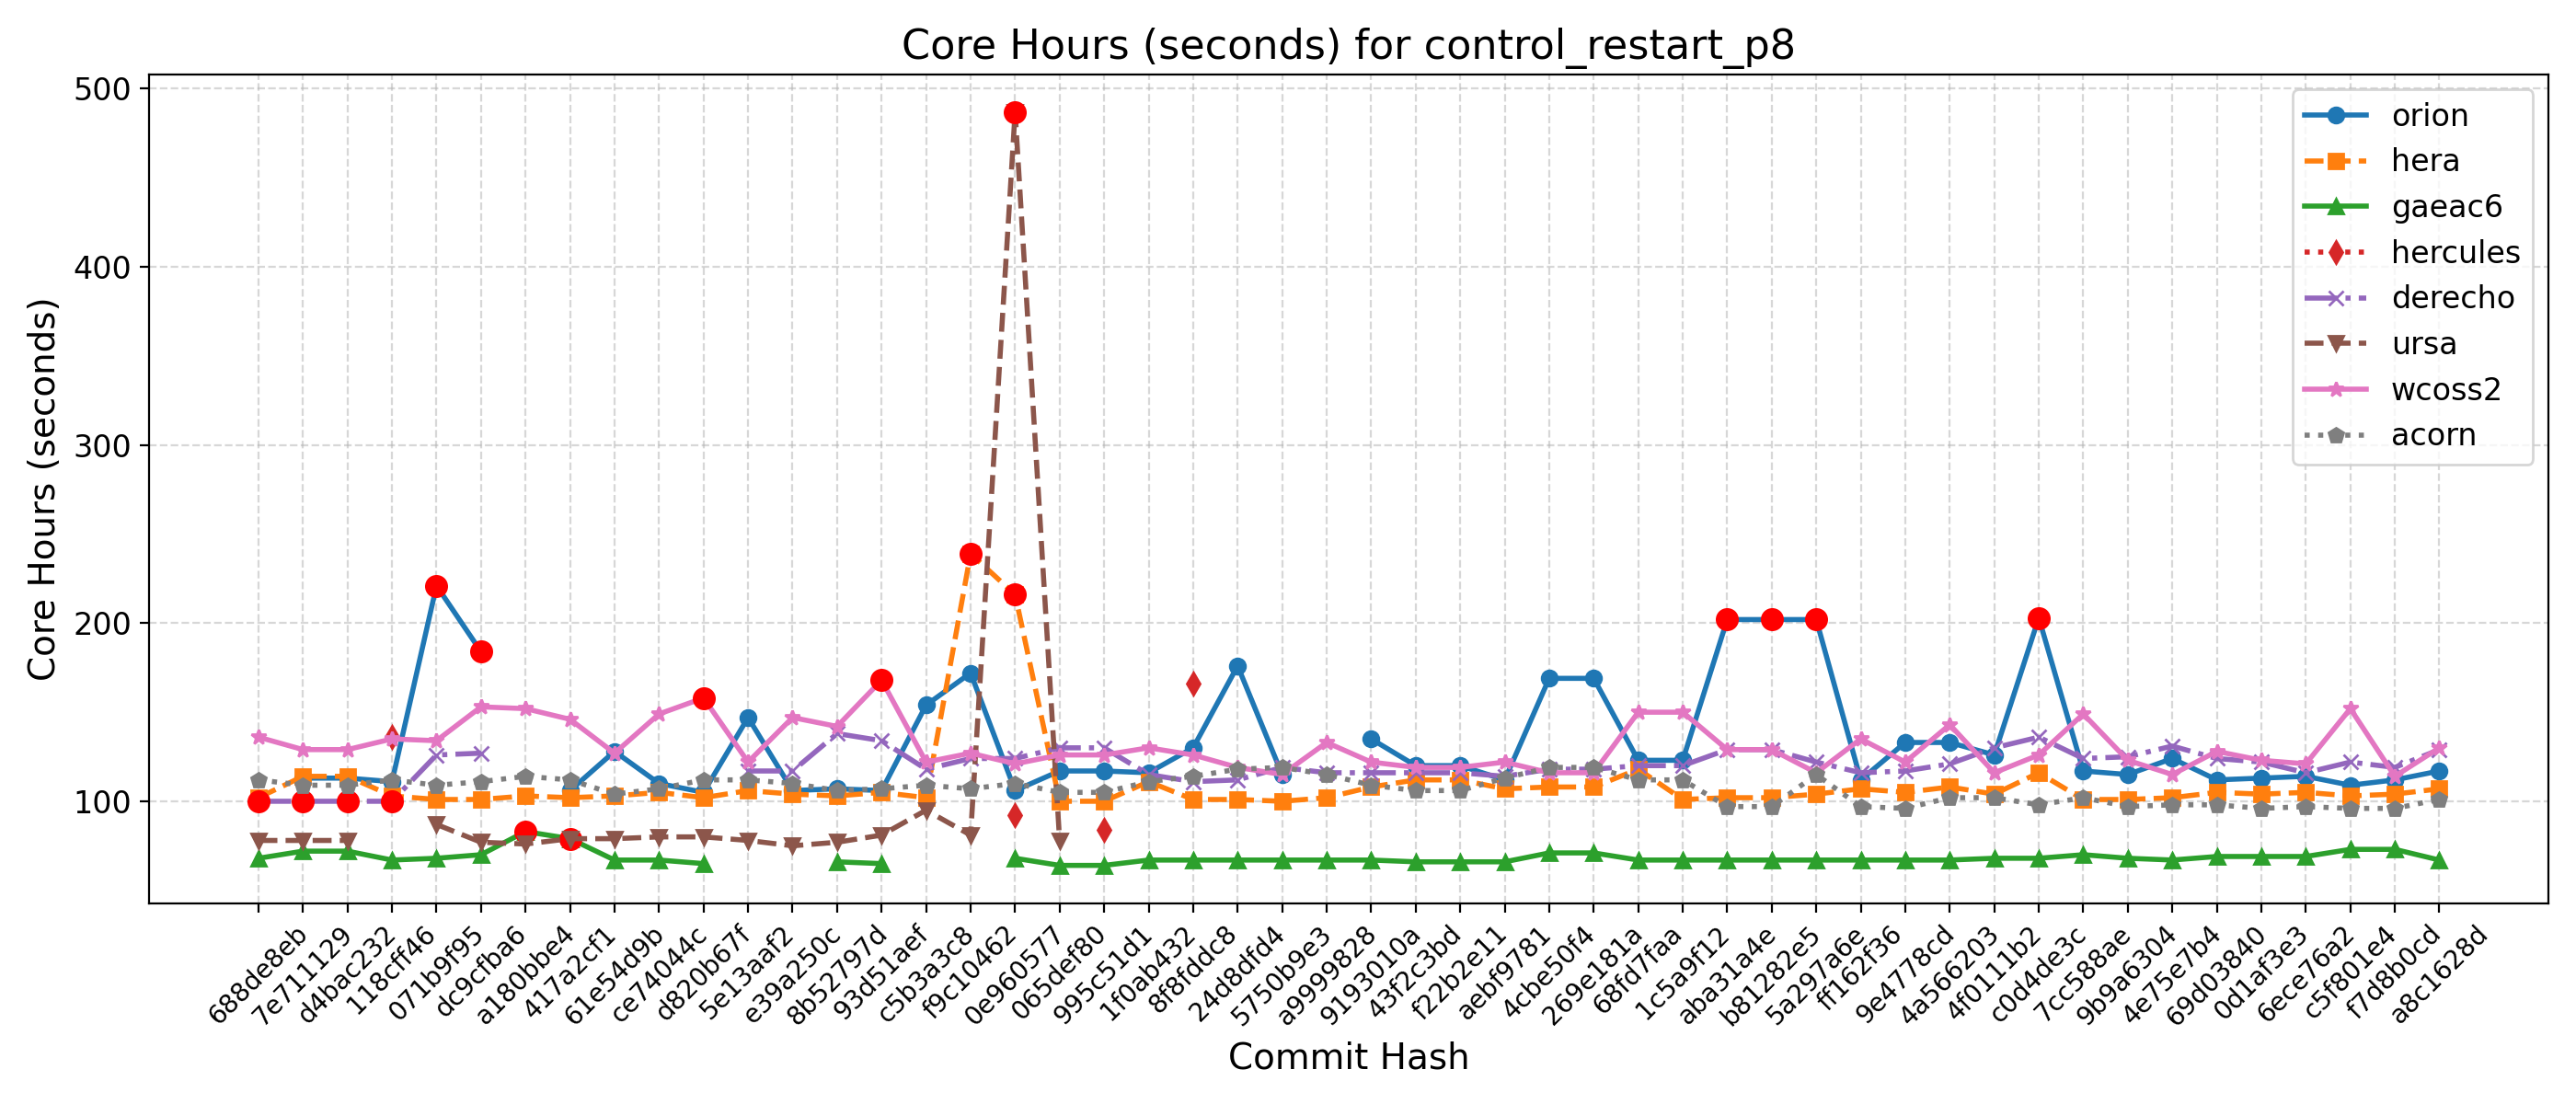 Core Hours (seconds) for control_restart_p8
Core Hours (seconds)
500
400
300
200
100
orion
hera
gaeac6
hercules
derecho
ursa
wcoss2
acorn
688de8eb
7e711129
d4bac232
118cff46
071b9f95
dc9cfba6
a180bbe4
417a2cf1
61e54d9b
ce74044c
d820b67f
5e13aaf2
e39a250c
8b52797d
93d51aef
c5b3a3c8
f9c10462
0e960577
065def80
995c51d1
1f0ab432
8f8fddc8
24d8dfd4
5750b9e3
a9999828
9193010a
43f2c3bd
f22b2e11
aebf9781
4cbe50f4
269e181a
68fd7faa
1c5a9f12
aba31a4e
b81282e5
5a297a6e
ff162f36
9e4778cd
4a566203
4f0111b2
c0d4de3c
7cc588ae
9b9a6304
4e75e7b4
69d03840
0d1af3e3
6ece76a2
c5f801e4
f7d8b0cd
a8c1628d
Commit Hash